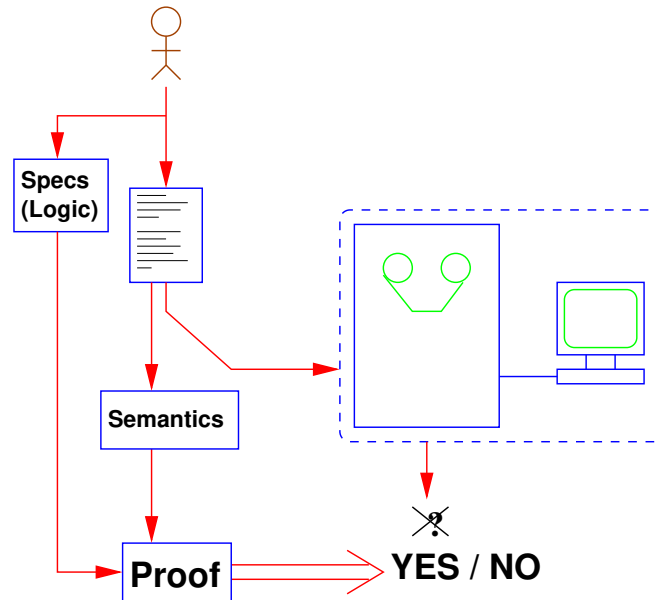 Specs
(Logic)
Semantics
?
YES / NO
Proof